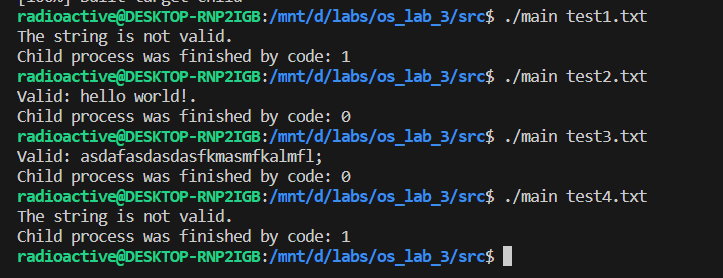 [100%] Built target child
radioactive@DESKTOP-RNP2IGB:/mnt/d/labs/os_lab_3/src$ ./main test1.txt
The string is not valid.
Child process was finished by code: 1
radioactive@DESKTOP-RNP2IGB:/mnt/d/labs/os_lab_3/src$ ./main test2.txt
Valid: hello world!.
Child process was finished by code: 0
radioactive@DESKTOP-RNP2IGB:/mnt/d/labs/os_lab_3/src$ ./main test3.txt
Valid: asdafasdasdasfkmasmfkalmfl;
Child process was finished by code: 0
radioactive@DESKTOP-RNP2IGB:/mnt/d/labs/os_lab_3/src$ ./main test4.txt
The string is not valid.
Child process was finished by code: 1
radioactive@DESKTOP-RNP2IGB:/mnt/d/labs/os_lab_3/src$